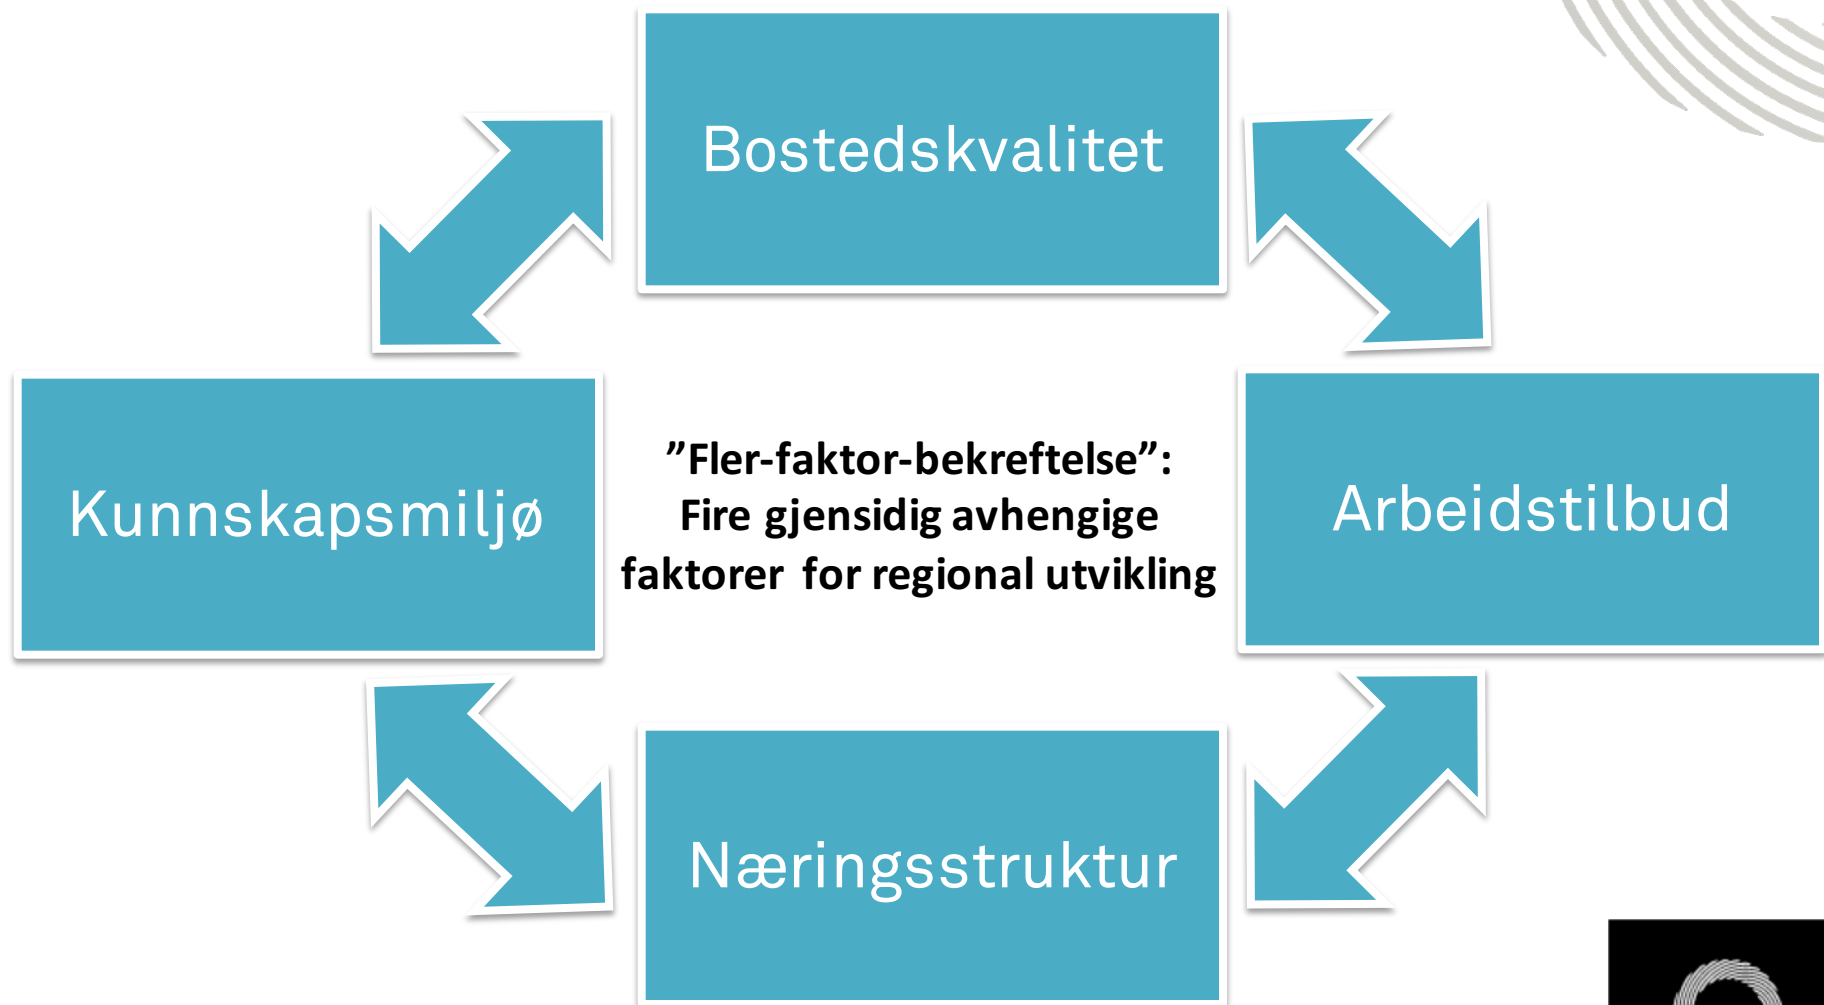 Bostedskvalitet
Kunnskapsmiljø
”Fler-faktor-bekreftelse”:
Fire gjensidig avhengige
faktorer for regional utvikling
Arbeidstilbud
Næringsstruktur